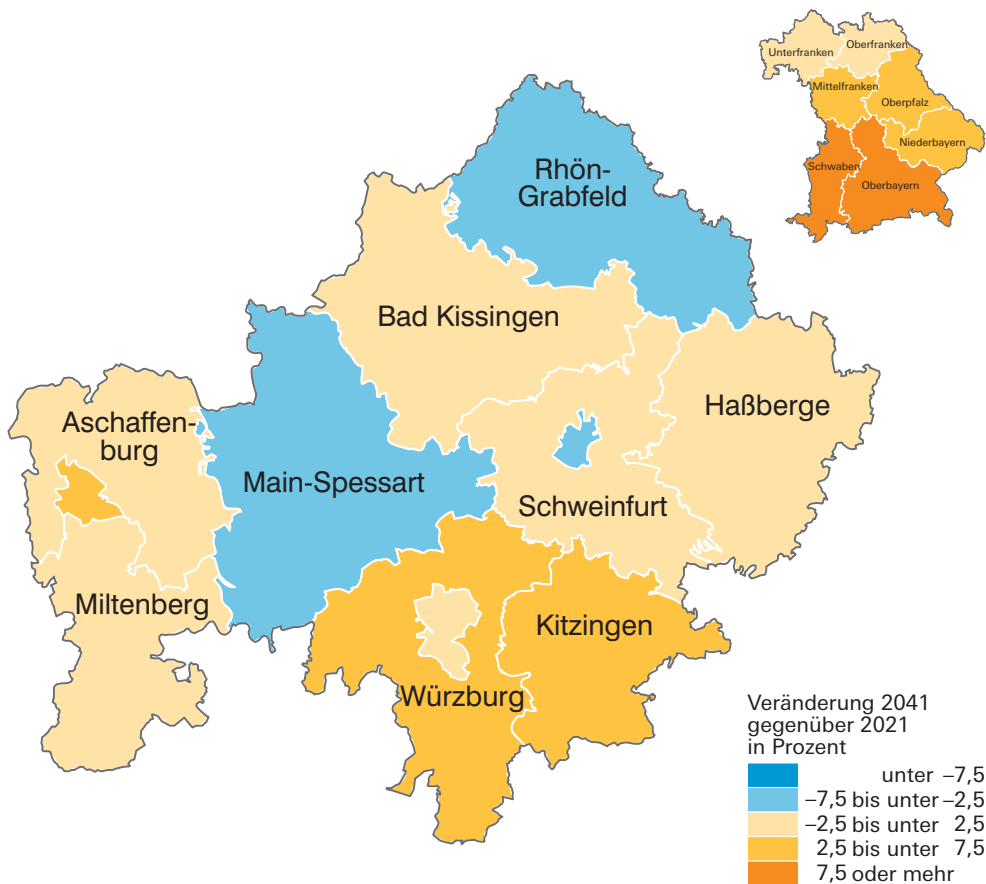 Unterfranken
Oberfranken
Mittelfranken
Oberpfalz
Niederbayern
Schwaben
Oberbayern
Rhön-
Grabfeld
Bad Kissingen
Haßberge
Aschaffen-
burg
Main-Spessart
Schweinfurt
Miltenberg
Kitzingen
Würzburg
Veränderung 2041
gegenüber 2021
in Prozent
unter –7,5
–7,5 bis unter –2,5
–2,5 bis unter 2,5
2,5 bis unter 7,5
7,5 oder mehr